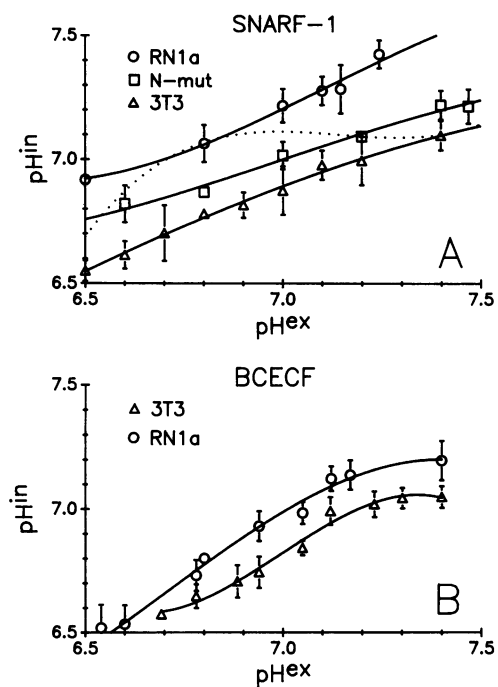 SNARF-1
7.5
RN1a
N-mut
3T3
pHin
7.0
6.5
A
6.5
7.0
7.5
pHex
BCECF
7.5
3T3
RN1a
pHin
7.0
6.5
B
6.5
7.0
7.5
pHex